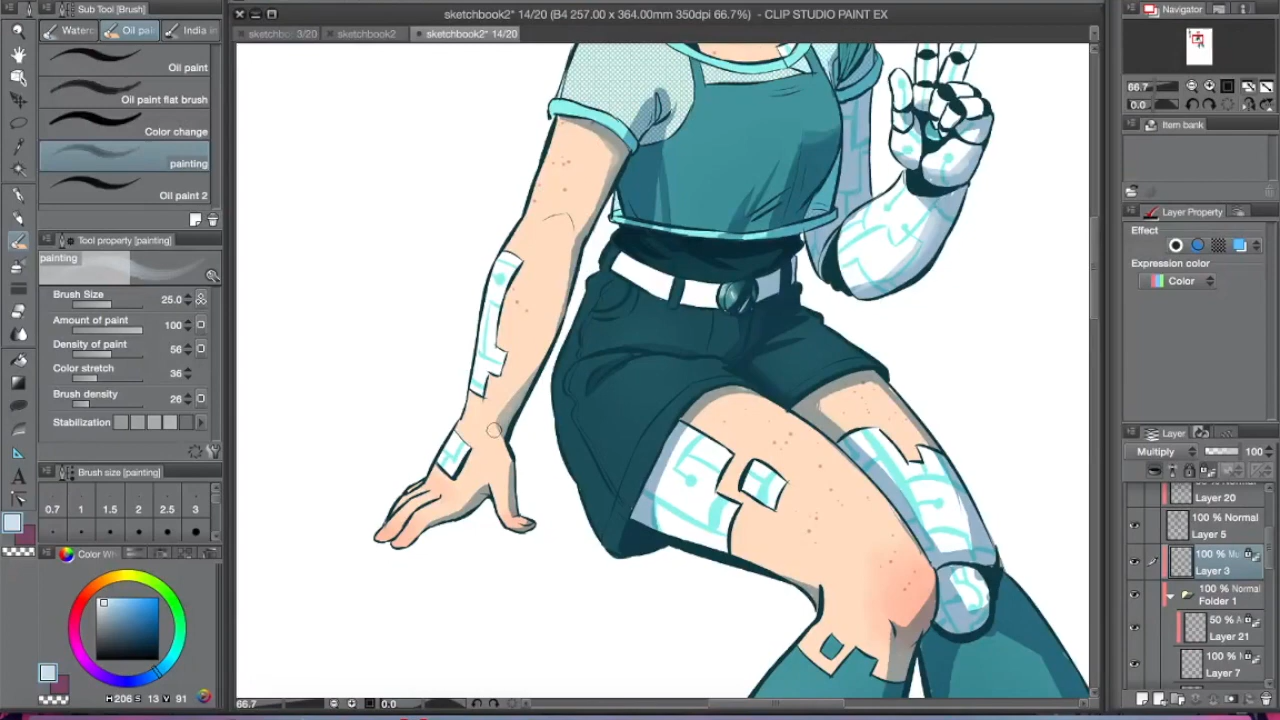 Sub Tool [Brush]
Waterc Oil pai India in
Oil paint
Oil paint flat brush
Color change
painting
Oil paint 2
Tool property [painting]
painting
Brush Size 25.0
Amount of paint 100
Density of paint 56
Color stretch 36
Brush density 26
Stabilization
Brush size [painting]
0.7 1 1.5 2 2.5 3
Color Wh
H 206 S 13 V 91
sketchbook2* 14/20 (B4 257.00 x 364.00mm 350dpi 66.7%) - CLIP STUDIO PAINT EX
sketchbo 3/20 sketchbook2 sketchbook2* 14/20
66.7 0.0
Navigator
66.7
0.0
Item bank
Layer Property
Effect
Expression color
Color
Layer
Multiply 100
Layer 20
100 % Normal
Layer 5
100 % Mu
Layer 3
100 % Normal
Folder 1
50 % A
Layer 21
100 %
Layer 7